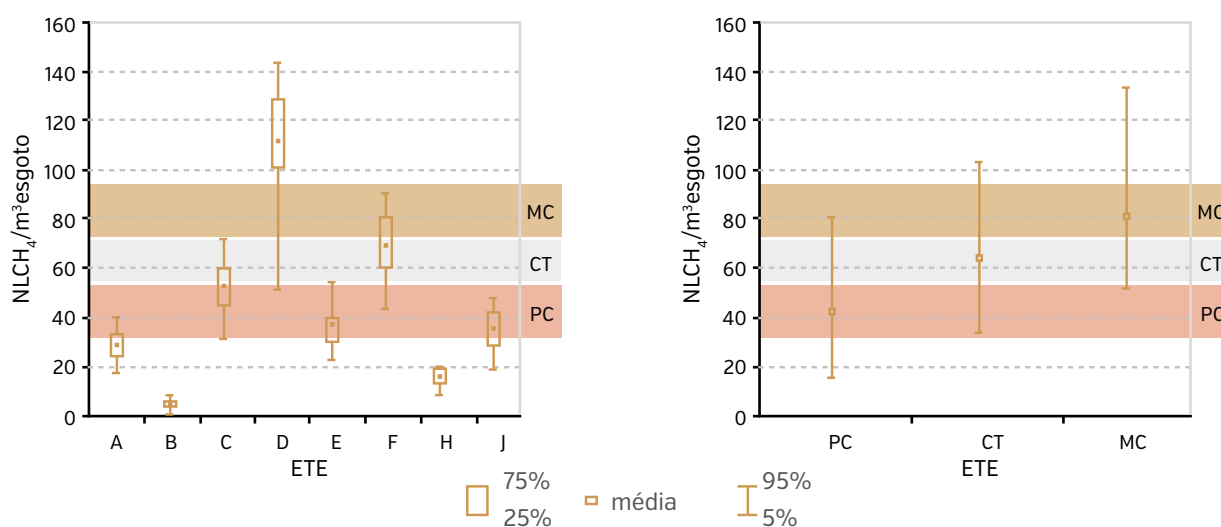 160
140
120
100
80
60
40
20
0
NLCH₄/m³esgoto
MC
CT
PC
A B C D E F H J
ETE
160
140
120
100
80
60
40
20
0
NLCH₄/m³esgoto
MC
CT
PC
PC CT MC
ETE
75%
25%
média
95%
5%